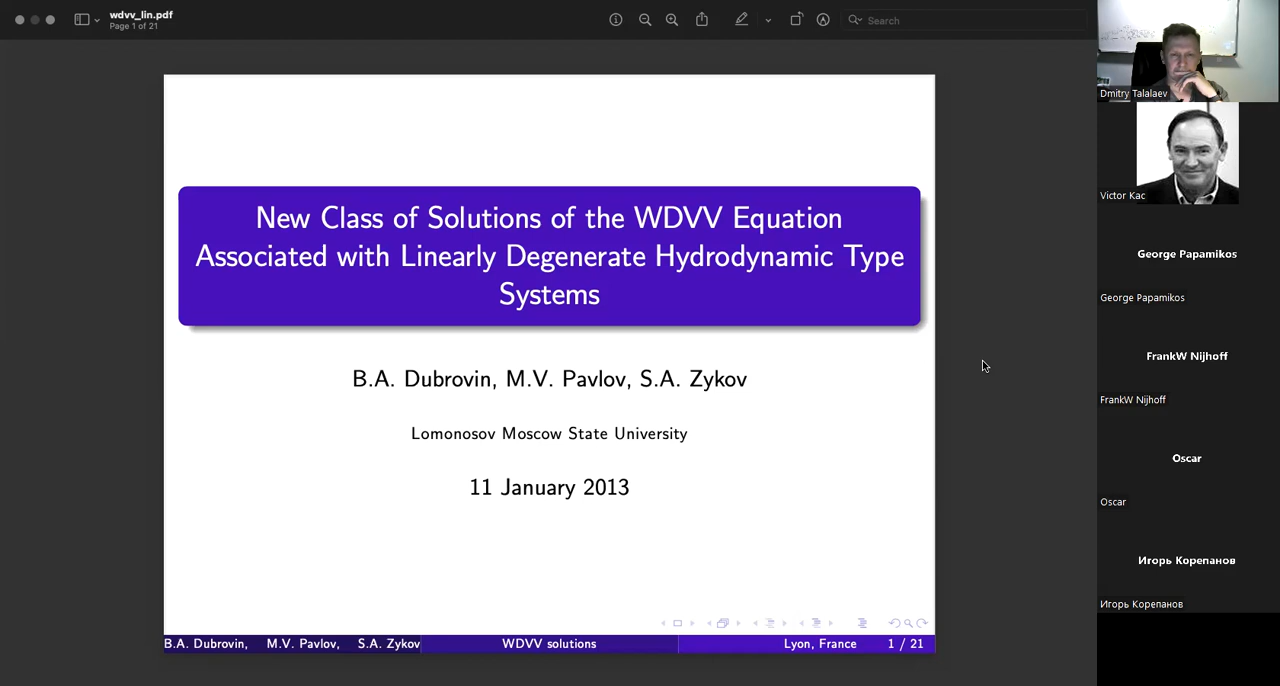 wdvv_lin.pdf
Page 1 of 21
Search
New Class of Solutions of the WDVV Equation
Associated with Linearly Degenerate Hydrodynamic Type
Systems
B.A. Dubrovin, M.V. Pavlov, S.A. Zykov
Lomonosov Moscow State University
11 January 2013
B.A. Dubrovin, M.V. Pavlov, S.A. Zykov
WDVV solutions
Lyon, France
1 / 21
Dmitry Talalaev
Victor Kac
George Papamikos
George Papamikos
FrankW Nijhoff
FrankW Nijhoff
Oscar
Oscar
Игорь Корепанов
Игорь Корепанов